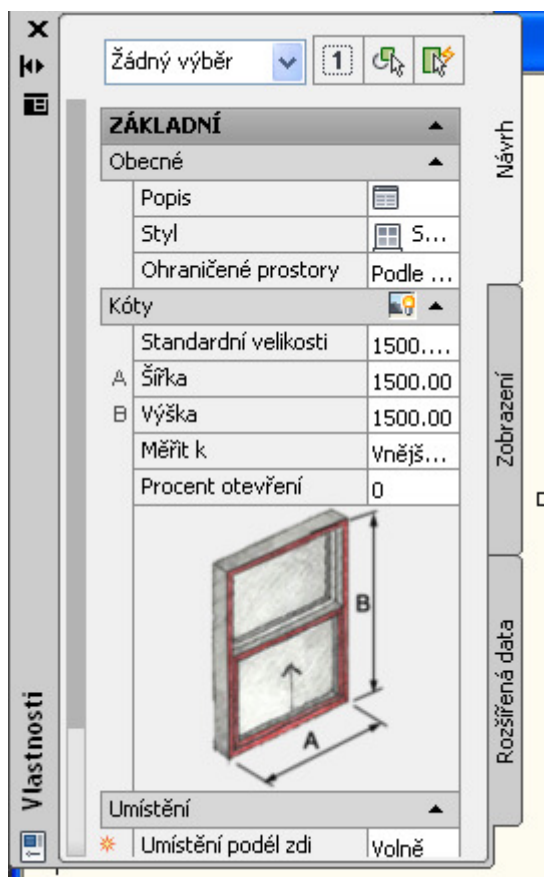 Žádný výběr
1
ZÁKLADNÍ
Obecné
Popis
Styl S...
Ohraničené prostory Podle ...
Kóty
Standardní velikosti 1500....
A Šířka 1500.00
B Výška 1500.00
Měřit k Vnějš...
Procent otevření 0
B
A
Umístění
Umístění podél zdi Volně
Návrh
Zobrazení
Rozšířená data
Vlastnosti